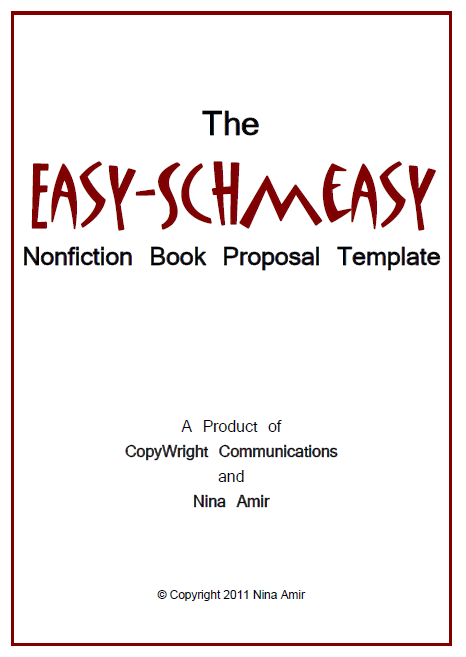 The
EASY-SCHMEASY
Nonfiction Book Proposal Template
A Product of
CopyWright Communications
and
Nina Amir
© Copyright 2011 Nina Amir